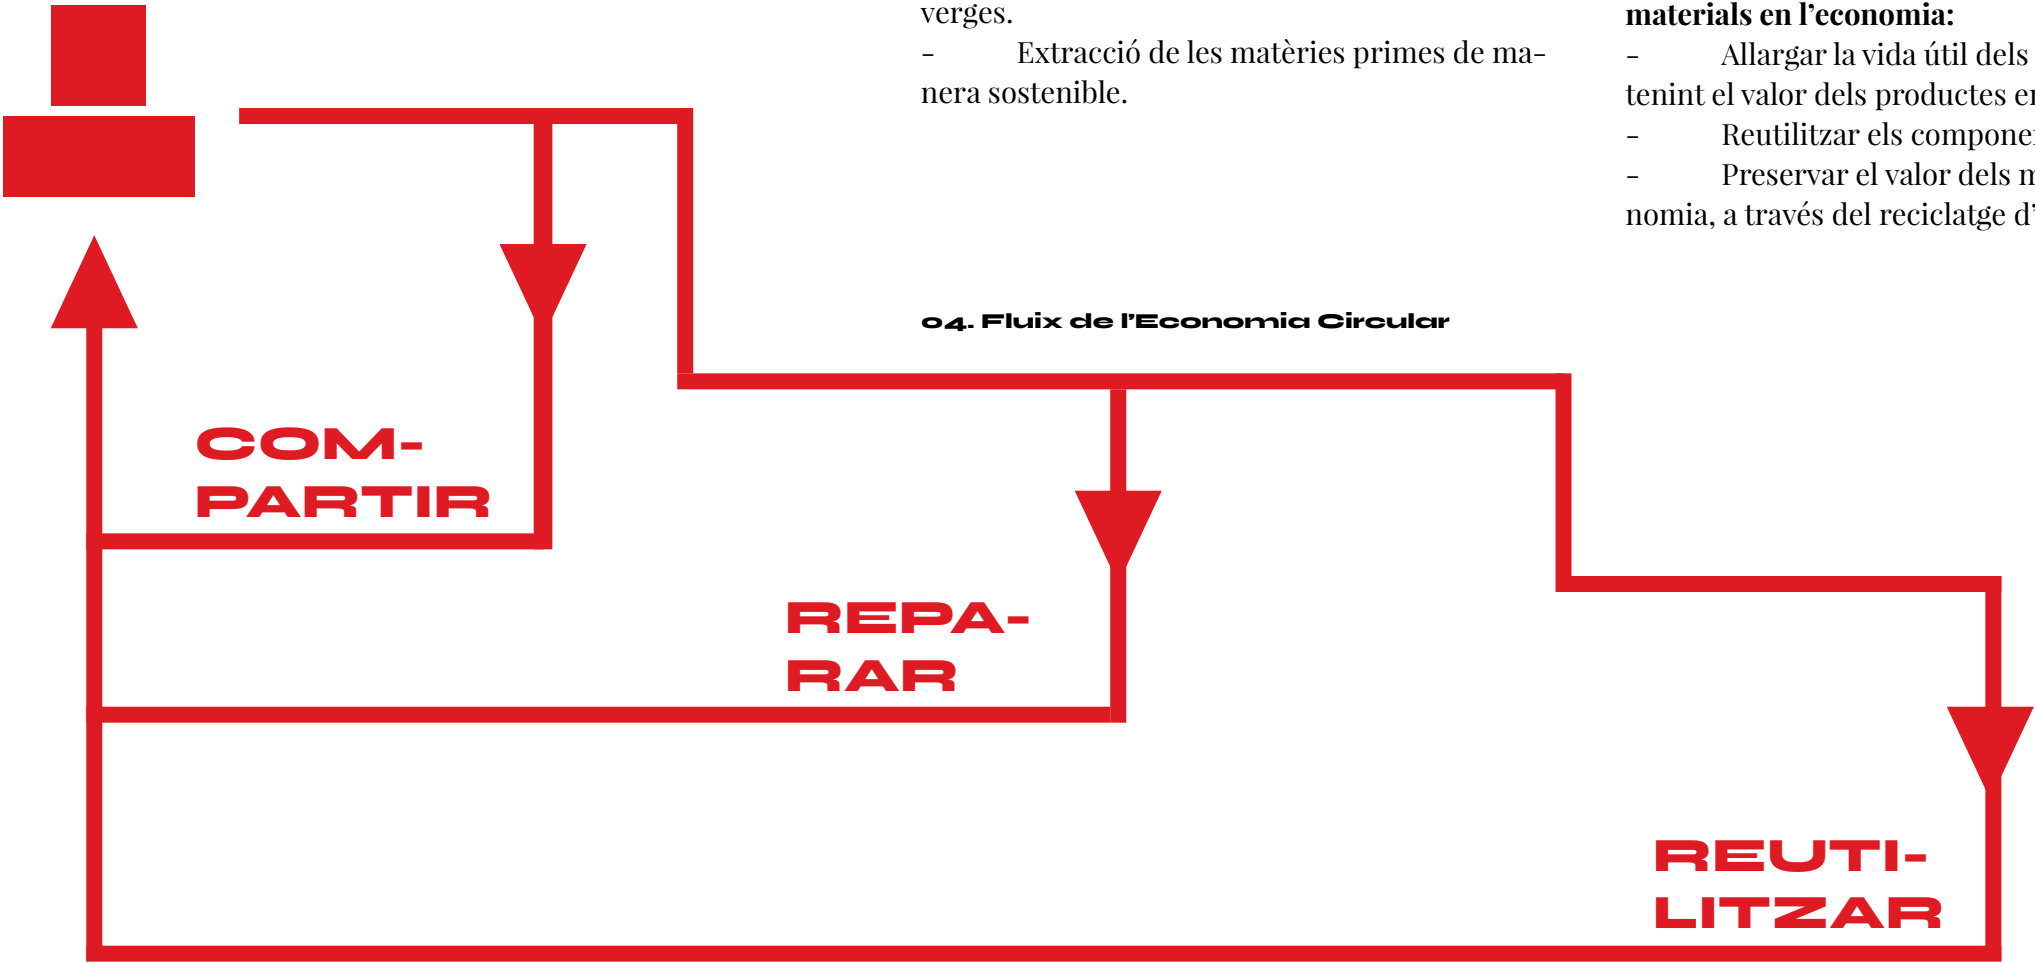 verges.
- Extracció de les matèries primes de ma-
nera sostenible.
materials en l’economia:
- Allargar la vida útil dels
tenint el valor dels productes
- Reutilitzar els
- Preservar el valor dels
nomia, a través del reciclatge d’
04. Fluix de l’Economia Circular
COM-
PARTIR
REPA-
RAR
REUTI-
LITZAR